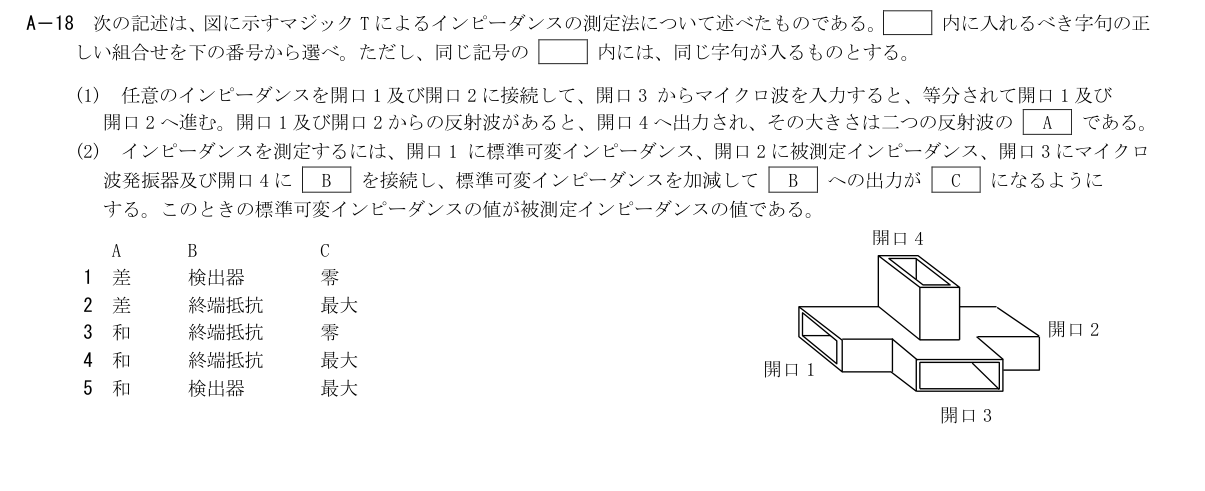 A－18 次の記述は、図に示すマジックTによるインピーダンスの測定法について述べたものである。 内に入れるべき字句の正
しい組合せを下の番号から選べ。ただし、同じ記号の 内には、同じ字句が入るものとする。
(1) 任意のインピーダンスを開口1及び開口2に接続して、開口3 からマイクロ波を入力すると、等分されて開口1及び
開口2へ進む。開口1及び開口2からの反射波があると、開口4へ出力され、その大きさは二つの反射波の A である。
(2) インピーダンスを測定するには、開口1 に標準可変インピーダンス、開口2に被測定インピーダンス、開口3にマイクロ
波発振器及び開口4に B を接続し、標準可変インピーダンスを加減して B への出力が C になるように
する。このときの標準可変インピーダンスの値が被測定インピーダンスの値である。
A B C
1 差 検出器 零
2 差 終端抵抗 最大
3 和 終端抵抗 零
4 和 終端抵抗 最大
5 和 検出器 最大
開口4
開口2
開口1
開口3